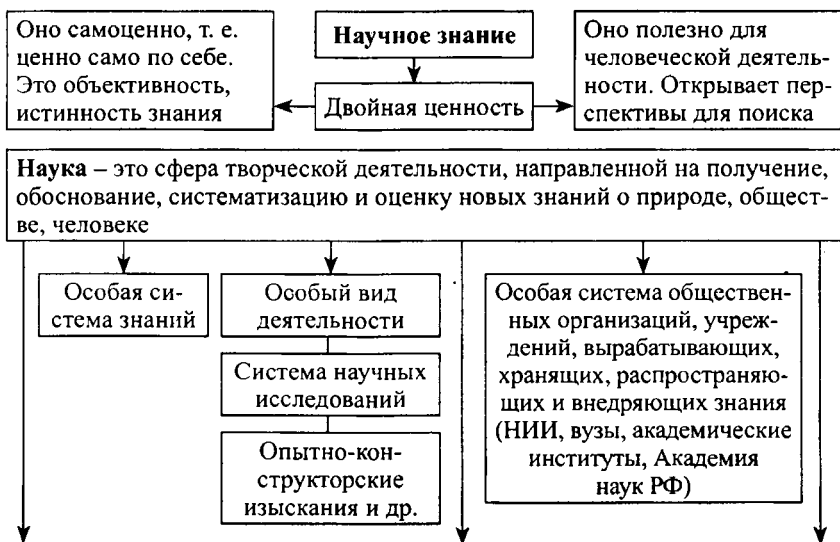 Оно самоценно, т. е.
ценно само по себе.
Это объективность,
истинность знания
Научное знание
Двойная ценность
Оно полезно для
человеческой деятель-
ности. Открывает пер-
спективы для поиска
Наука – это сфера творческой деятельности, направленной на получение,
обоснование, систематизацию и оценку новых знаний о природе, общест-
ве, человеке
Особая си-
стема знаний
Особый вид
деятельности
Система научных
исследований
Опытно-кон-
структорские
изыскания и др.
Особая система общественн-
ных организаций, учреж-
дений, вырабатывающих,
хранящих, распространяю-
щих и внедряющих знания
(НИИ, вузы, академические
институты, Академия
наук РФ)